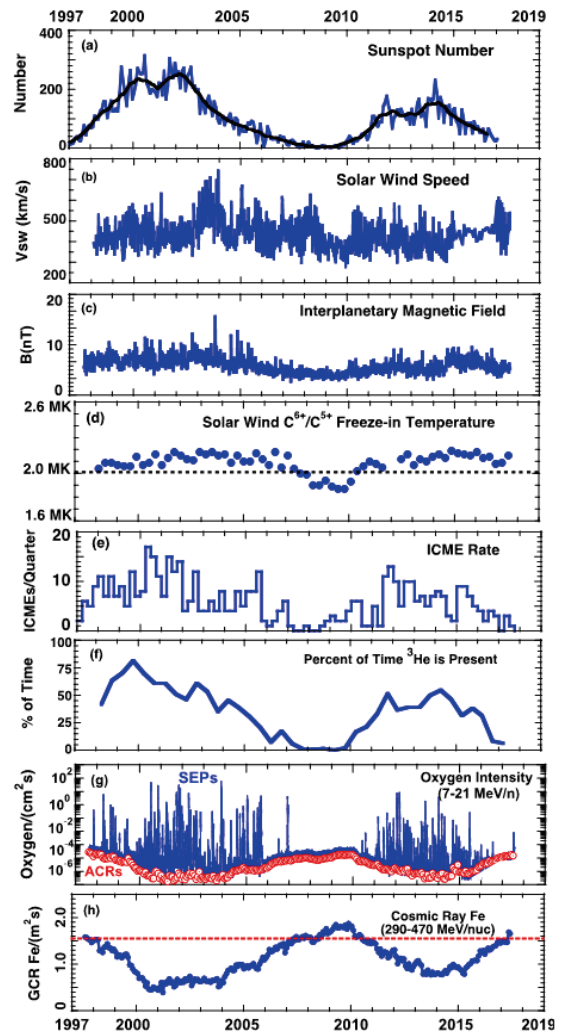 1997 2000 2005 2010 2015 2019
400
(a)
Sunspot Number
Number
200
0
800
(b)
Solar Wind Speed
Vsw (km/s)
500
200
20
(c)
Interplanetary Magnetic Field
B(nT)
10
0
2.6 MK
(d)
Solar Wind C⁶⁺/C⁵⁺ Freeze-in Temperature
2.0 MK
1.6 MK
20
(e)
ICME Rate
ICMEs/Quarter
10
0
100
(f)
Percent of Time ³He is Present
% of Time
75
50
25
0
10²
(g)
SEPs
Oxygen Intensity
(7-21 MeV/n)
Oxygen/(cm²s)
10⁰
10⁻²
10⁻⁴
10⁻⁶
ACRs
(h)
2.0
Cosmic Ray Fe
(290-470 MeV/nuc)
GCR Fe/(m²s)
1.0
0
1997 2000 2005 2010 2015 2019